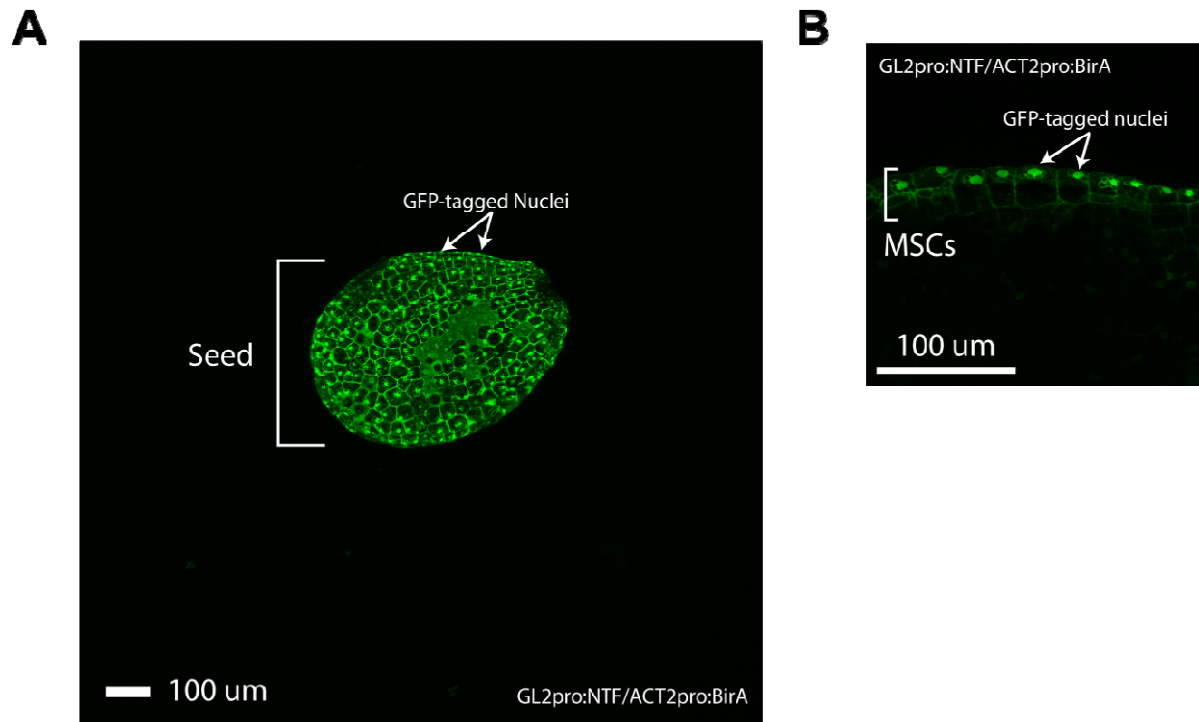 A
GFP-tagged Nuclei
Seed
100 um
GL2pro:NTF/ACT2pro:BirA
B
GL2pro:NTF/ACT2pro:BirA
GFP-tagged nuclei
MSCs
100 um